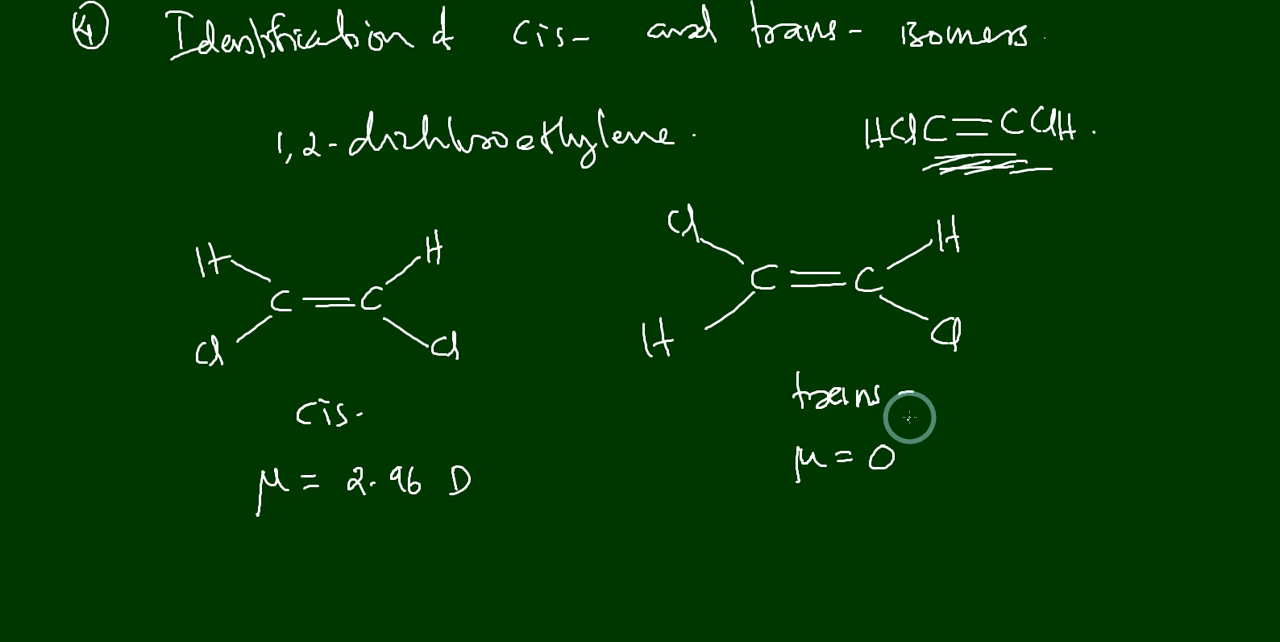 ④ Identification of cis- and trans- isomers.
1,2-dichloroethylene. HClC=CClH.
H H
C=C
Cl Cl
cis-
μ = 2.96 D
Cl H
C=C
H Cl
trans-
μ = 0